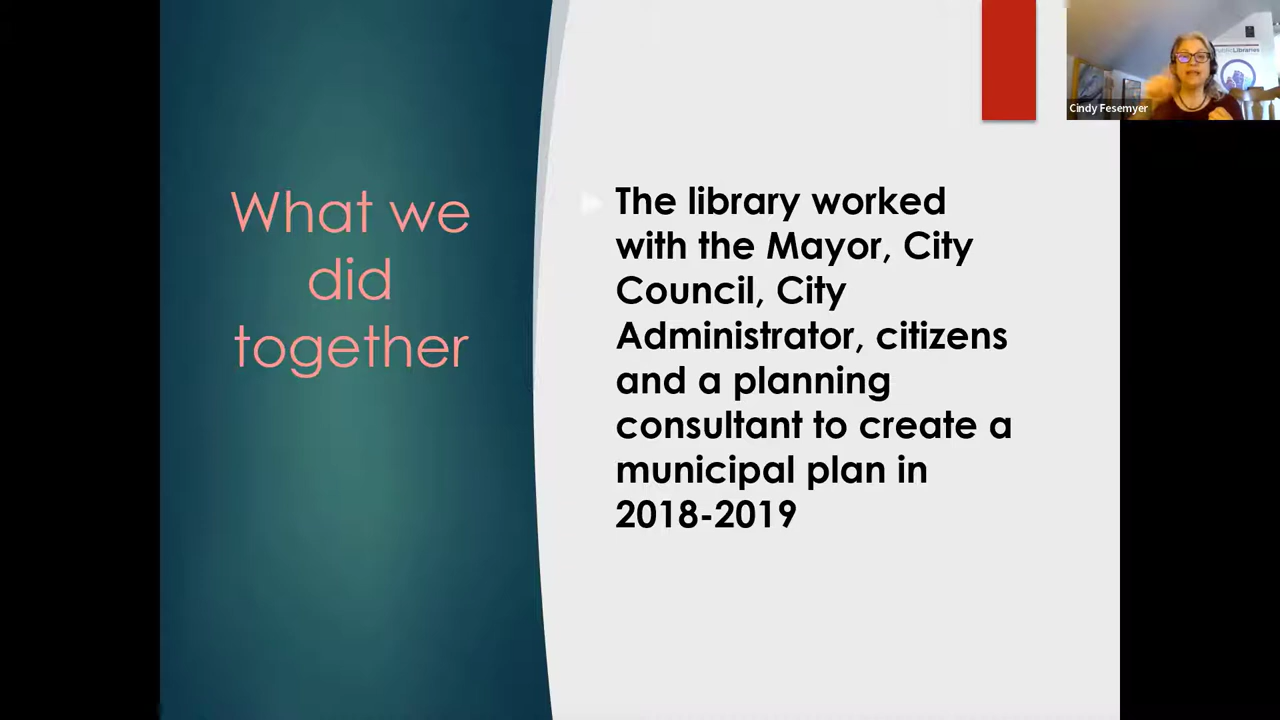 What we
did
together
The library worked
with the Mayor, City
Council, City
Administrator, citizens
and a planning
consultant to create a
municipal plan in
2018-2019
Cindy Fesemyer
Libraries